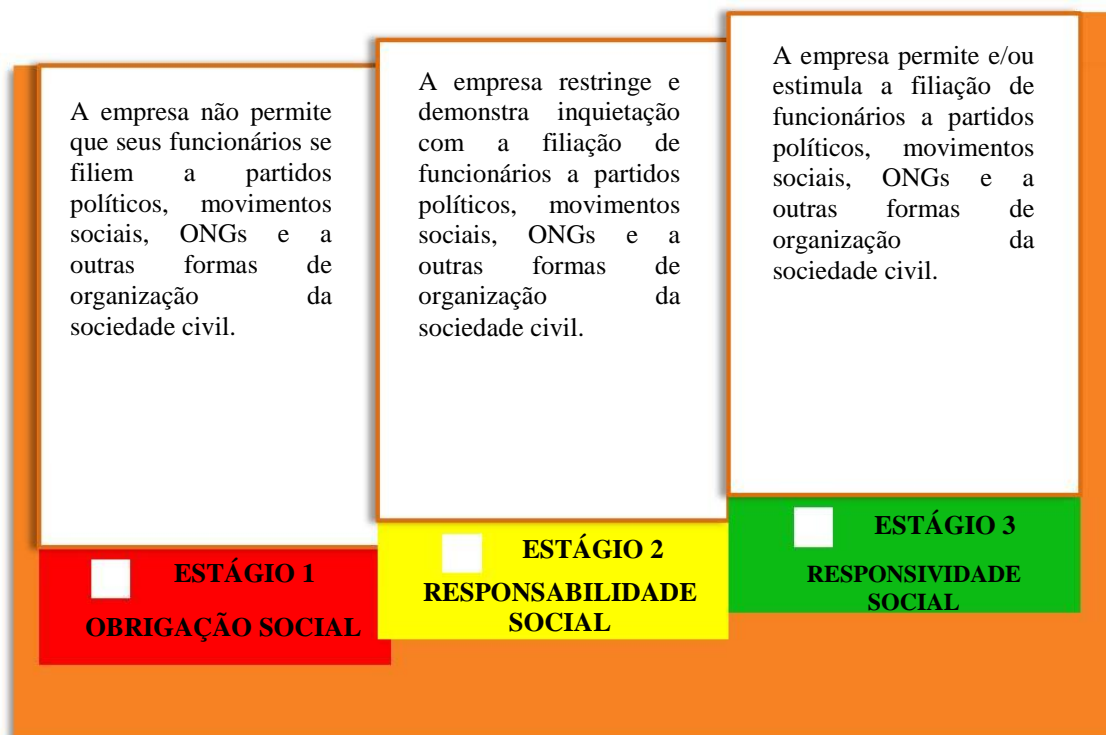 A empresa não permite
que seus funcionários se
filiem a partidos
políticos, movimentos
sociais, ONGs e a
outras formas de
organização da
sociedade civil.
ESTÁGIO 1
OBRIGAÇÃO SOCIAL
A empresa restringe e
demonstra inquietação
com a filiação de
funcionários a partidos
políticos, movimentos
sociais, ONGs e a
outras formas de
organização da
sociedade civil.
ESTÁGIO 2
RESPONSABILIDADE
SOCIAL
A empresa permite e/ou
estimula a filiação de
funcionários a partidos
políticos, movimentos
sociais, ONGs e a
outras formas de
organização da
sociedade civil.
ESTÁGIO 3
RESPONSIVIDADE
SOCIAL